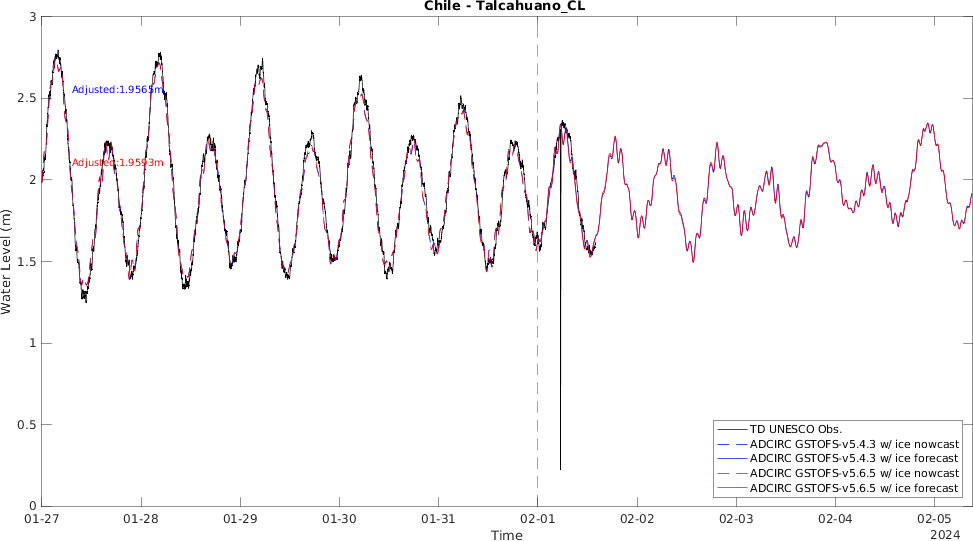 Chile - Talcahuano_CL
3
2.5
2
1.5
1
0.5
0
Water Level (m)
Adjusted:1.9565m
Adjusted:1.9593m
TD UNESCO Obs.
ADCIRC GSTOFS-v5.4.3 w/ ice nowcast
ADCIRC GSTOFS-v5.4.3 w/ ice forecast
ADCIRC GSTOFS-v5.6.5 w/ ice nowcast
ADCIRC GSTOFS-v5.6.5 w/ ice forecast
01-27 01-28 01-29 01-30 01-31 02-01 02-02 02-03 02-04 02-05
Time
2024